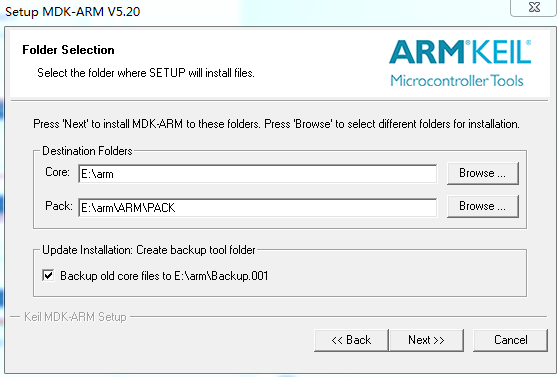 Setup MDK-ARM V5.20
Folder Selection
Select the folder where SETUP will install files.
ARM®KEIL
Microcontroller Tools
Press 'Next' to install MDK-ARM to these folders. Press 'Browse' to select different folders for installation.
Destination Folders
Core: E:\arm Browse ...
Pack: E:\arm\ARM\PACK Browse ...
Update Installation: Create backup tool folder
Backup old core files to E:\arm\Backup.001
Keil MDK-ARM Setup
<< Back Next >> Cancel